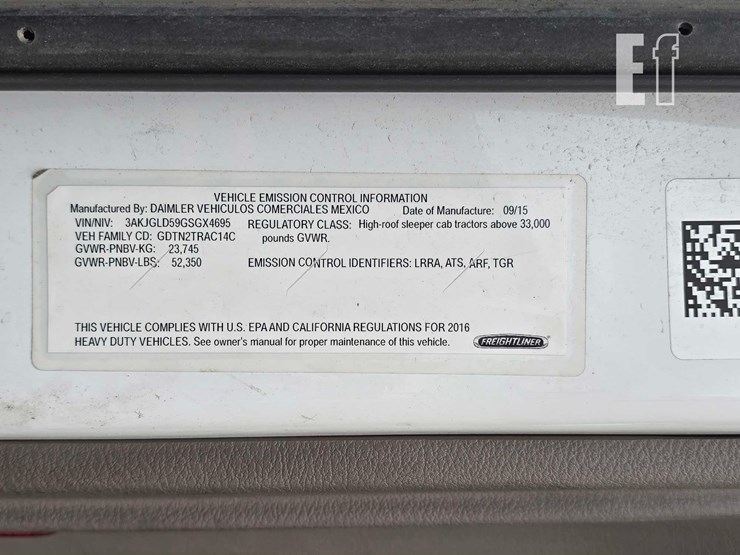 Ef
VEHICLE EMISSION CONTROL INFORMATION
Manufactured By: DAIMLER VEHICULOS COMERCIALES MEXICO Date of Manufacture: 09/15
VIN/NIV: 3AKJGLD59GSGX4695 REGULATORY CLASS: High-roof sleeper cab tractors above 33,000
VEH FAMILY CD: GDTN2TRAC14C pounds GVWR.
GVWR-PNBV-KG: 23,745
GVWR-PNBV-LBS: 52,350 EMISSION CONTROL IDENTIFIERS: LRRA, ATS, ARF, TGR
THIS VEHICLE COMPLIES WITH U.S. EPA AND CALIFORNIA REGULATIONS FOR 2016
HEAVY DUTY VEHICLES. See owner's manual for proper maintenance of this vehicle. FREIGHTLINER